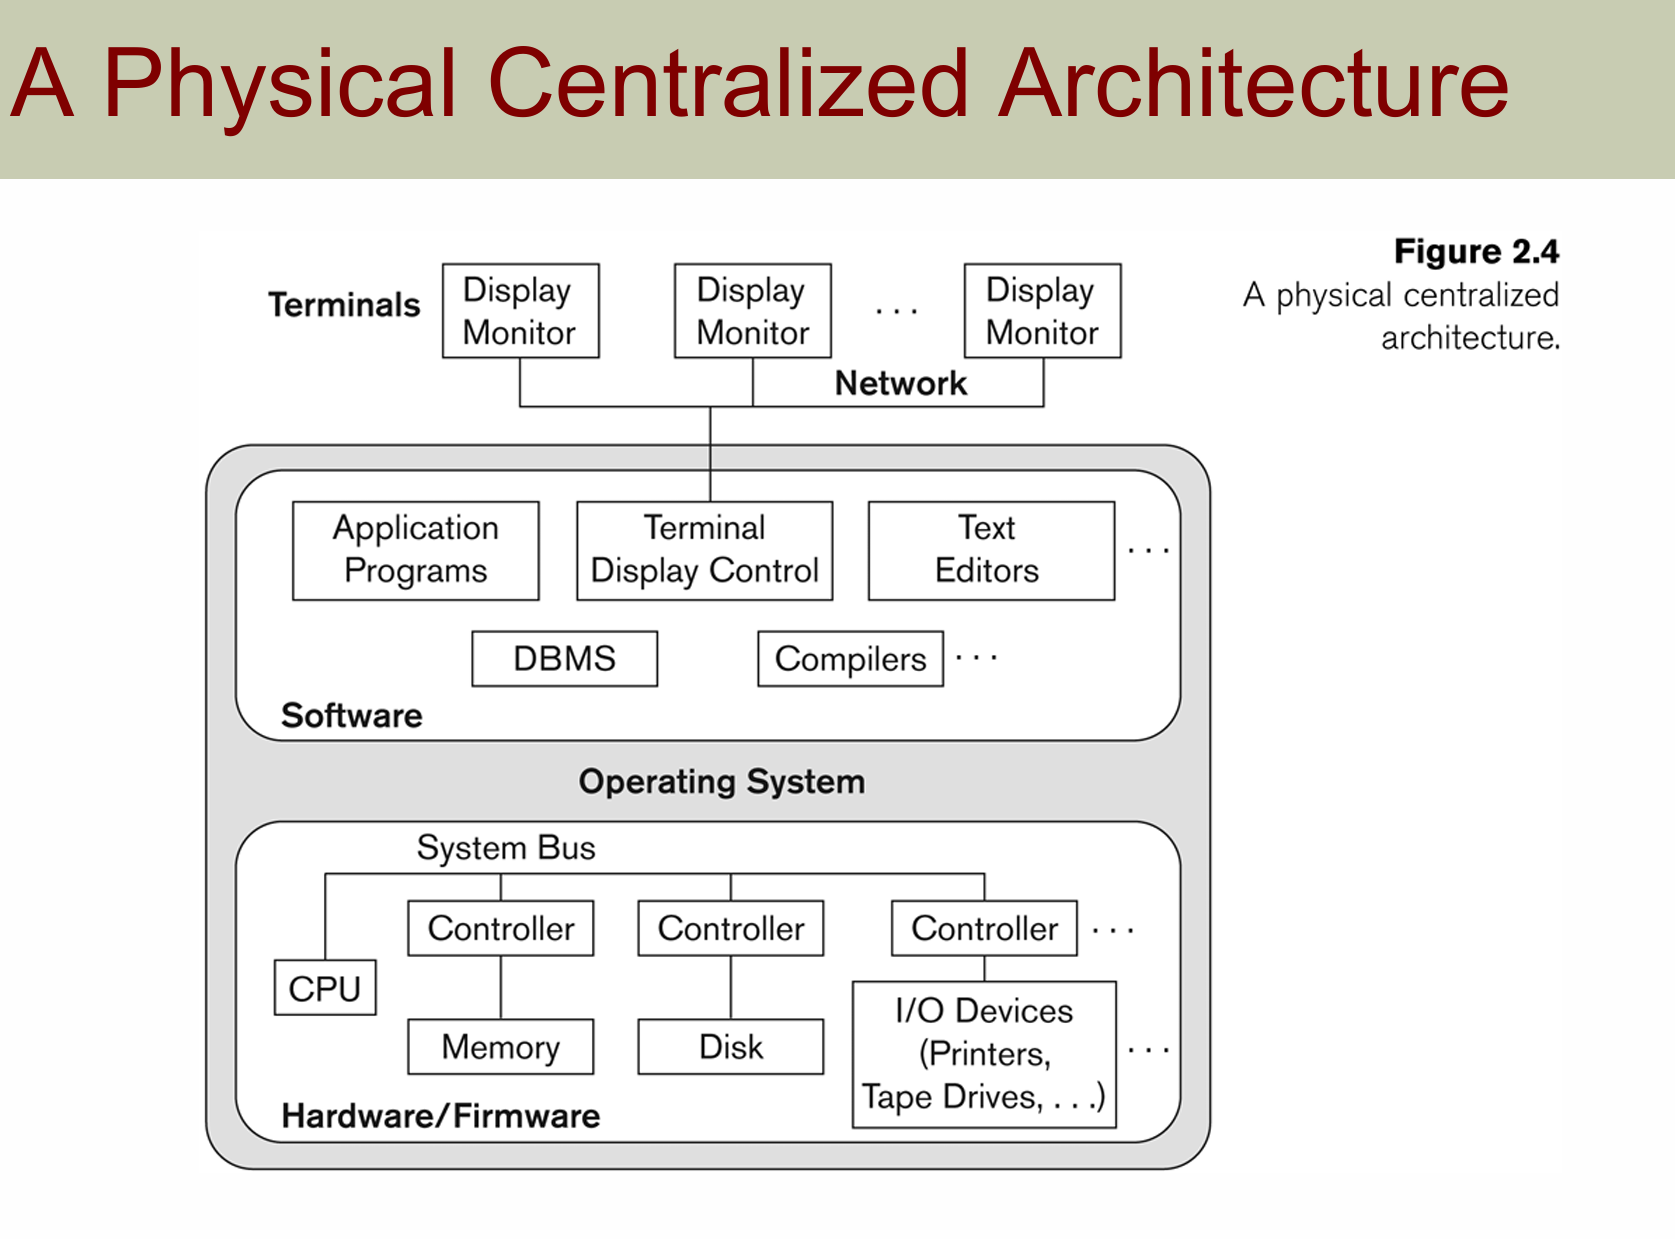 A Physical Centralized Architecture
Figure 2.4
A physical centralized
architecture.
Terminals
Display
Monitor
Display
Monitor
. . .
Display
Monitor
Network
Application
Programs
Terminal
Display Control
Text
Editors
. . .
DBMS
Compilers
. . .
Software
Operating System
System Bus
Controller
Controller
Controller
. . .
CPU
Memory
Disk
I/O Devices
(Printers,
Tape Drives, . . .)
. . .
Hardware/Firmware